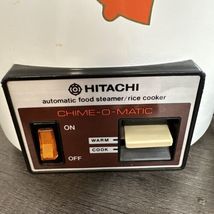 HITACHI
automatic food steamer/rice cooker
CHIME-O-MATIC
ON
WARM
COOK
OFF